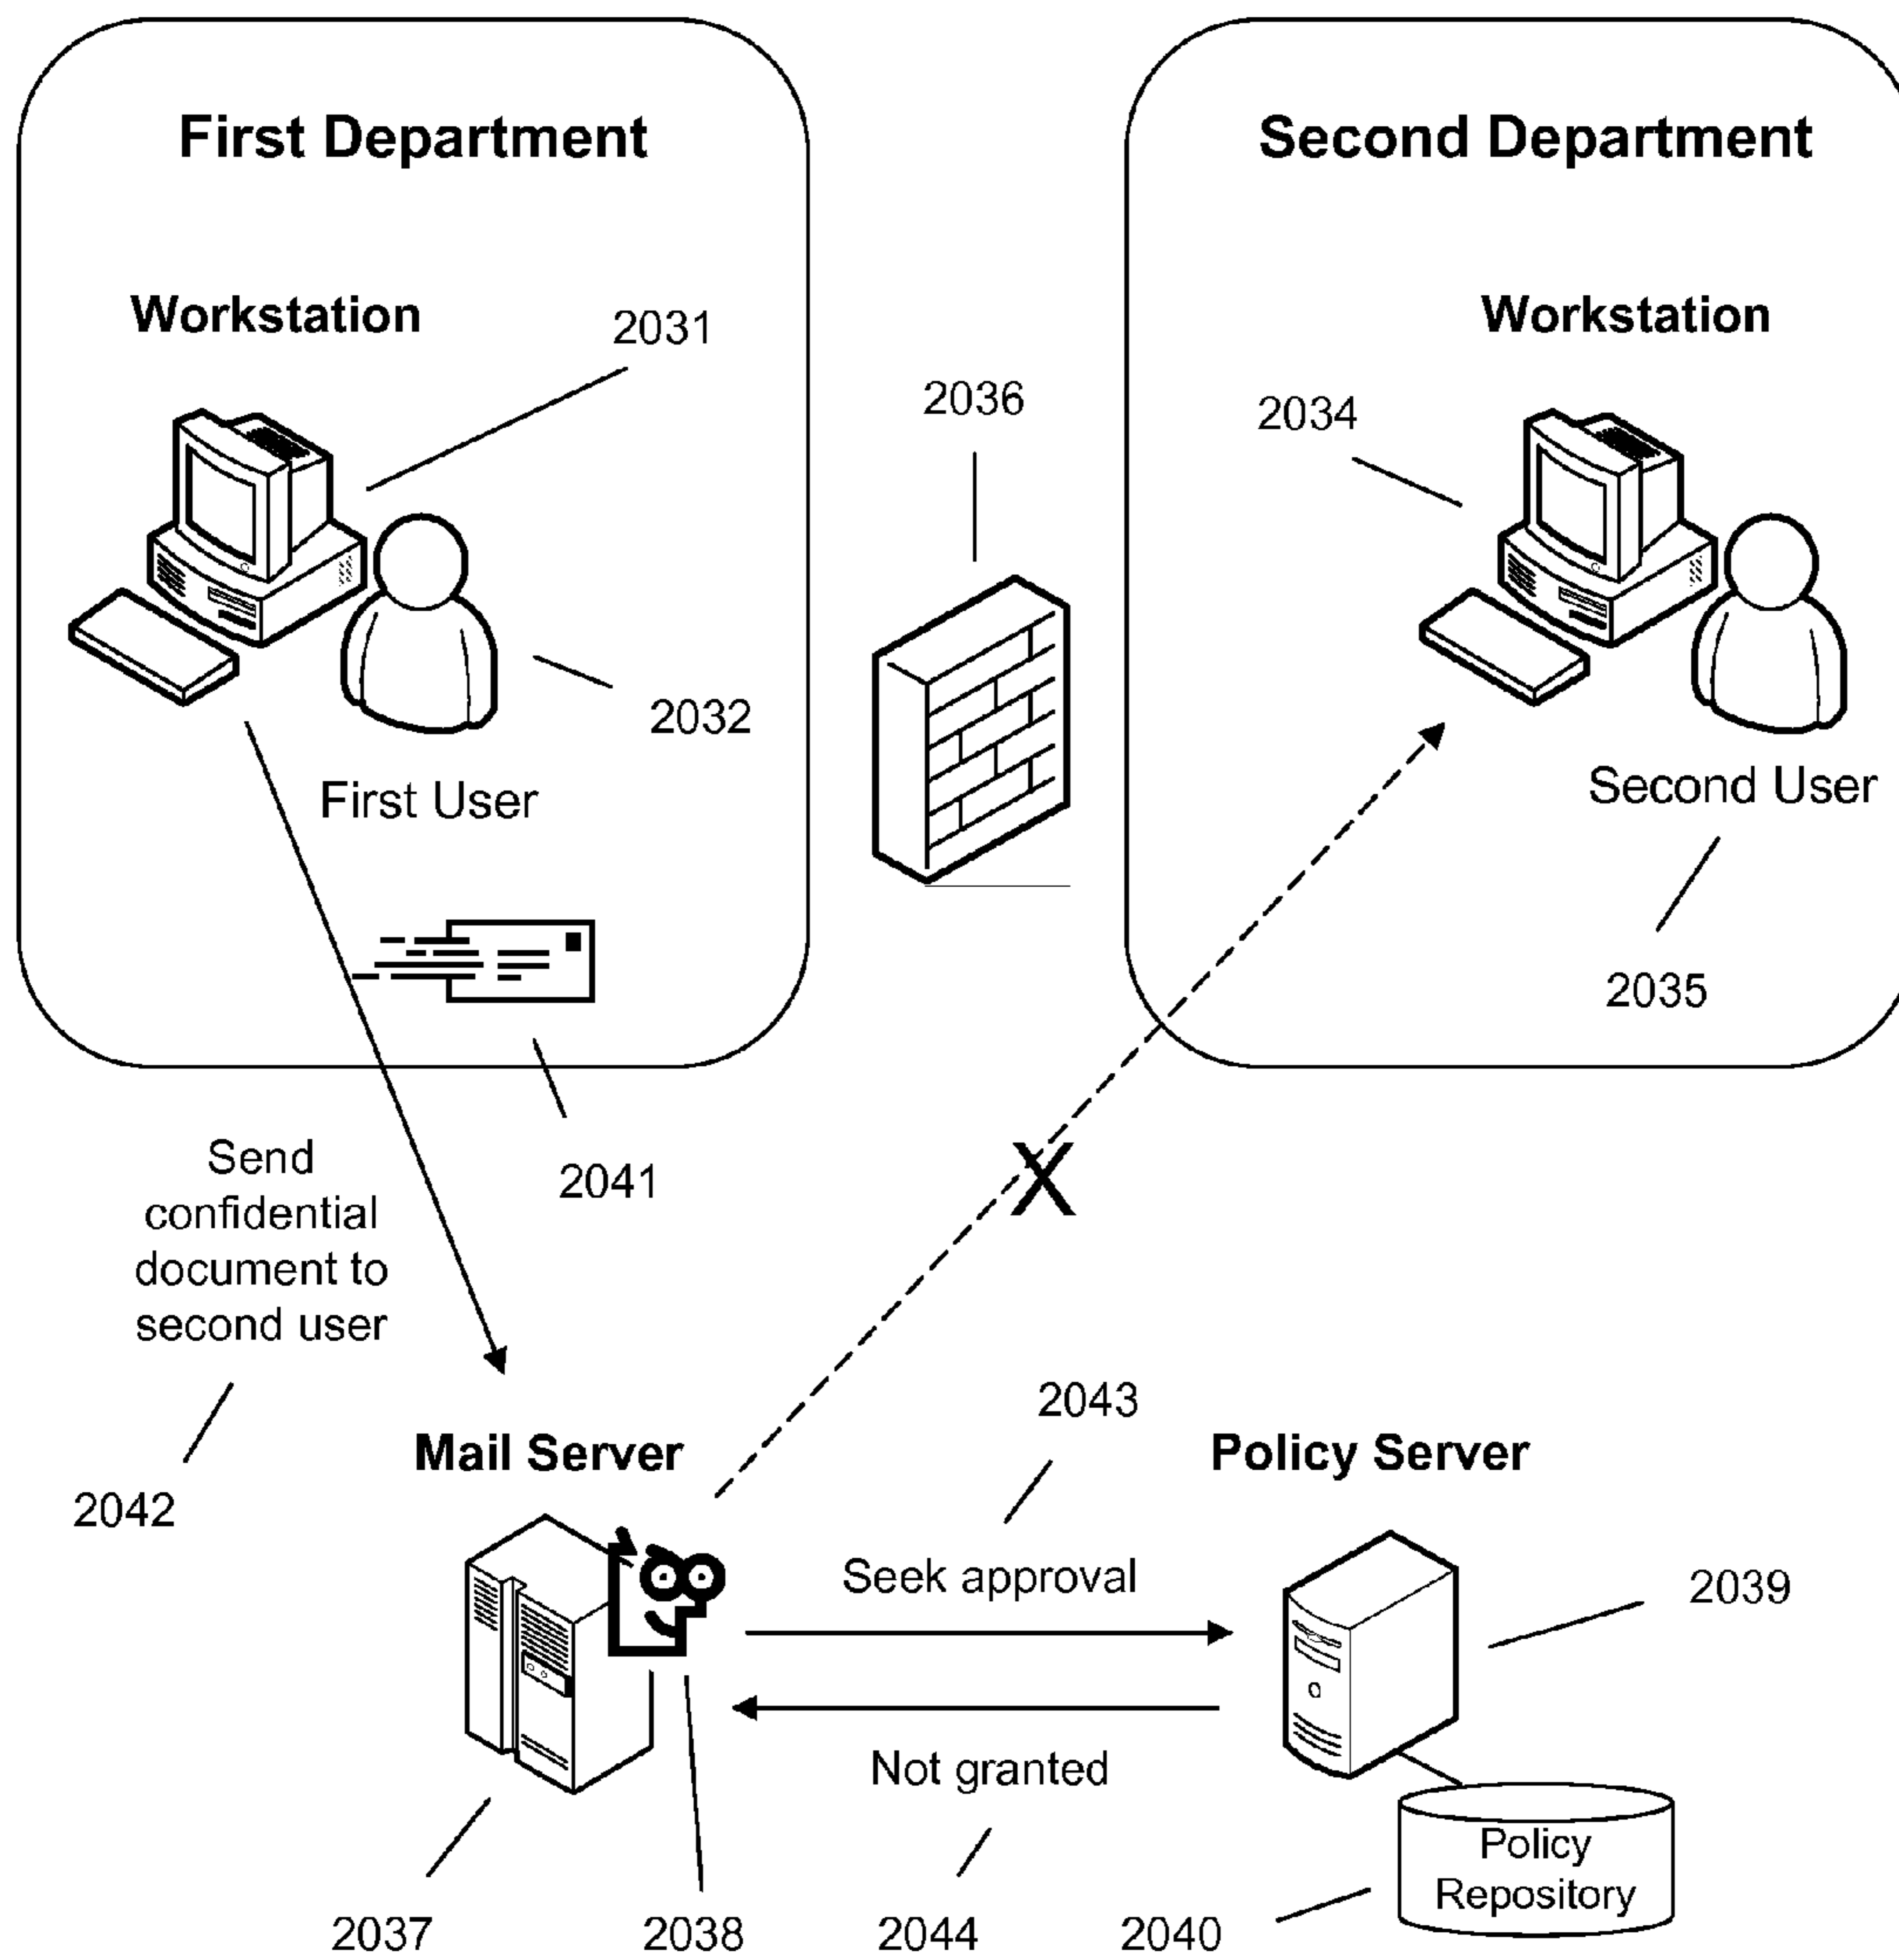 First Department
Second Department
Workstation
2031
Workstation
2036
2034
2032
First User
Second User
2035
Send
confidential
document to
second user
2041
2043
Mail Server
Policy Server
2042
Seek approval
2039
Not granted
Policy
Repository
2037
2038
2044
2040
X